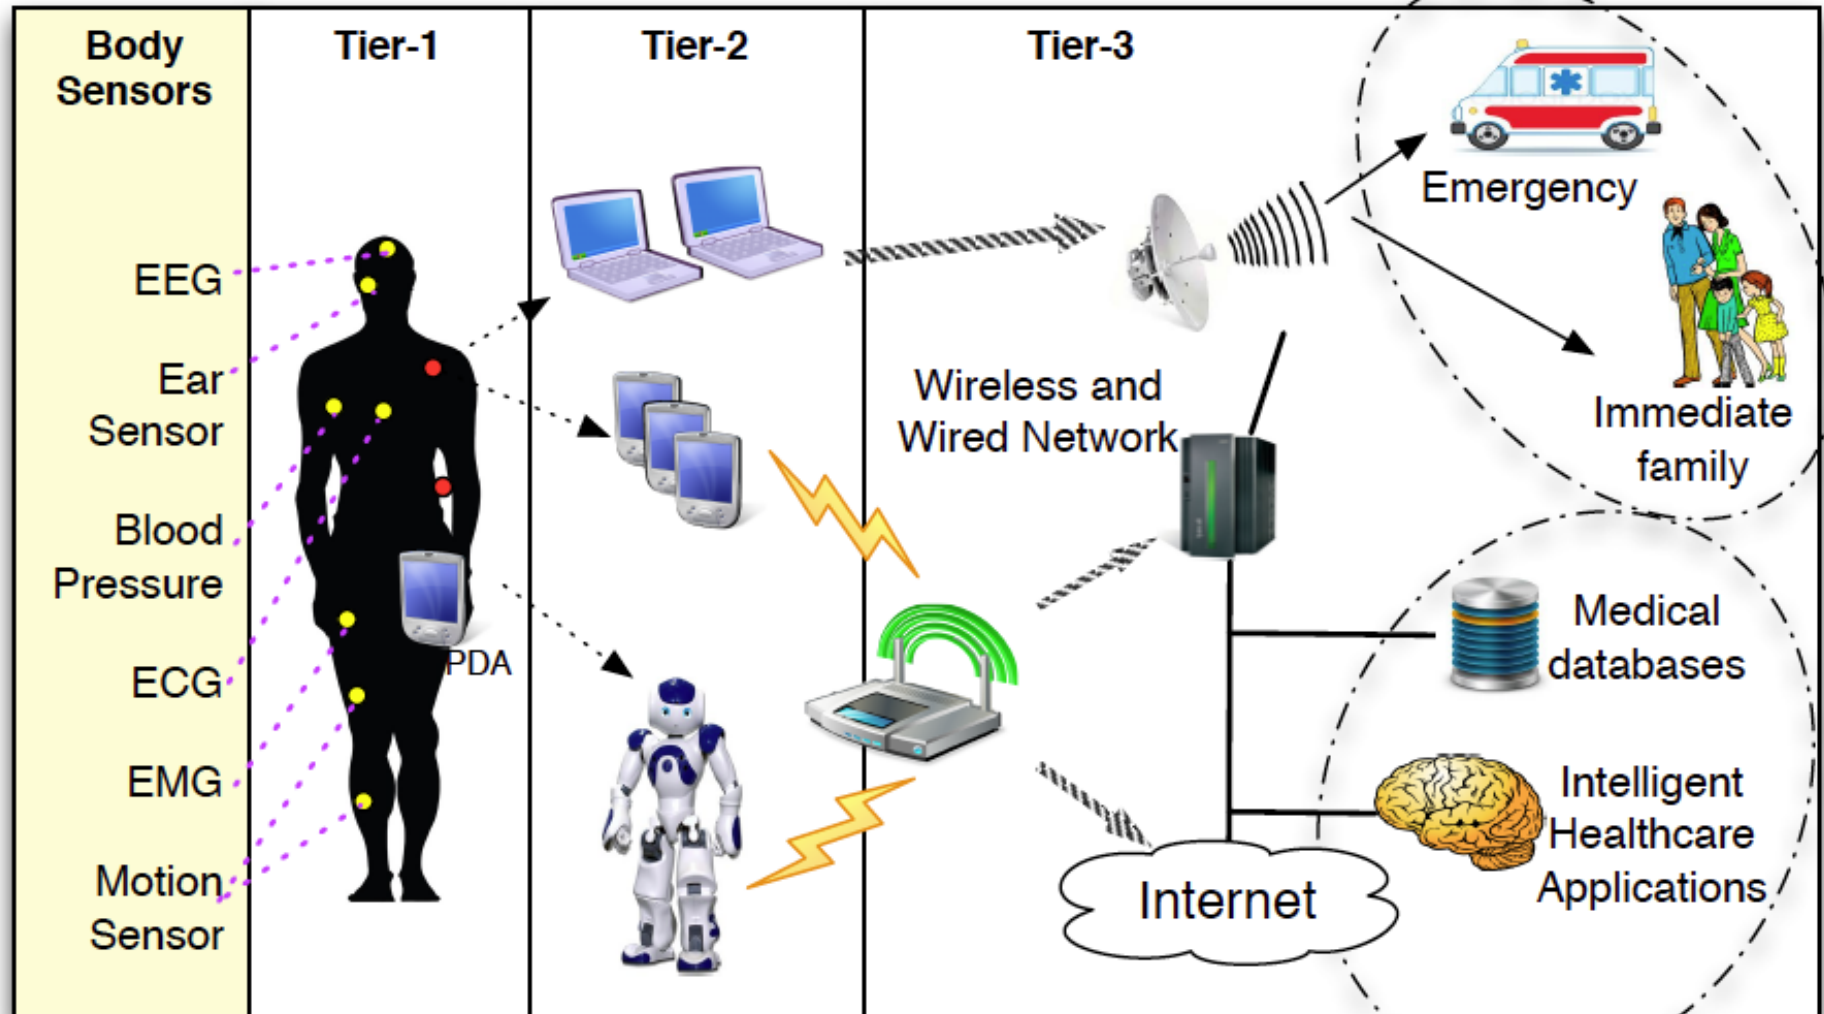 Body
Sensors
Tier-1
Tier-2
Tier-3
EEG
Ear
Sensor
Blood
Pressure
ECG
EMG
Motion
Sensor
PDA
Wireless and
Wired Network
Emergency
Immediate
family
Medical
databases
Intelligent
Healthcare
Applications
Internet